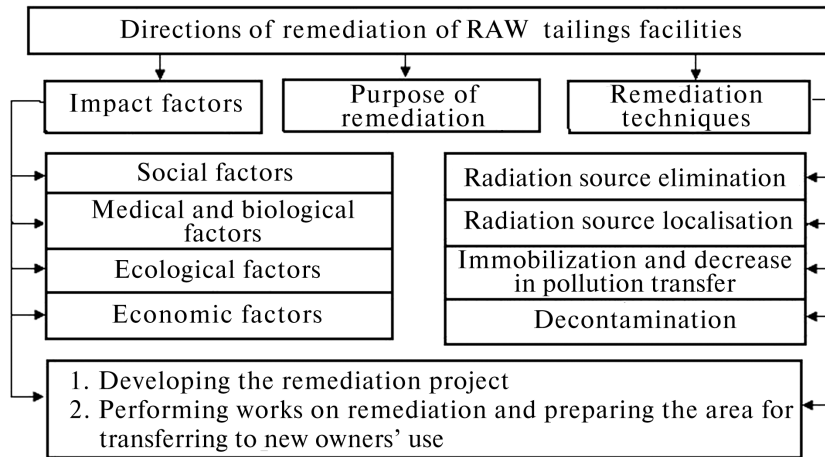 Directions of remediation of RAW tailings facilities
Impact factors
Purpose of
remediation
Remediation
techniques
Social factors
Medical and biological
factors
Ecological factors
Economic factors
Radiation source elimination
Radiation source localisation
Immobilization and decrease
in pollution transfer
Decontamination
1. Developing the remediation project
2. Performing works on remediation and preparing the area for
transferring to new owners’ use